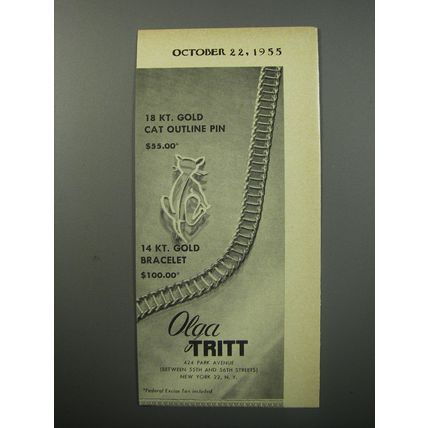 OCTOBER 22, 1955
18 KT. GOLD
CAT OUTLINE PIN
$55.00*
14 KT. GOLD
BRACELET
$100.00*
Olga
TRITT
424 PARK AVENUE
(BETWEEN 55TH AND 56TH STREETS)
NEW YORK 22, N. Y.
*Federal Excise Tax included